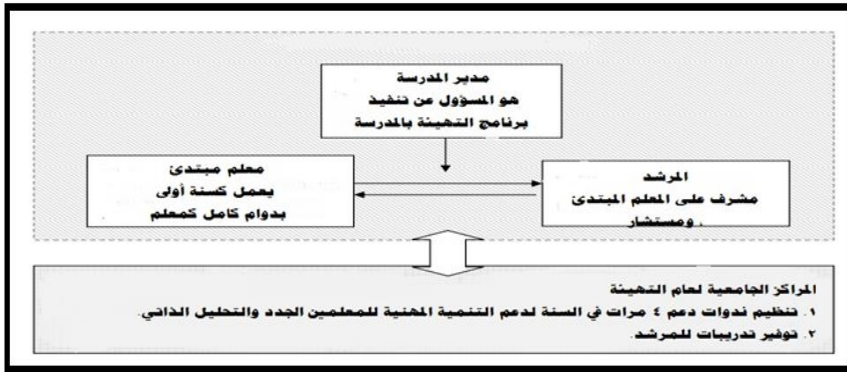 مدير المدرسة
هو المسؤول عن تنفيذ
برنامج التهيئة بالمدرسة
معلم مبتدئ
يعمل كسنة أولى
بدوام كامل كمعلم
المرشد
مشرف على المعلم المبتدئ
، ومستشار
المراكز الجامعية لعام التهيئة
١. تنظيم ندوات دعم ٤ مرات في السنة لدعم التنمية المهنية للمعلمين الجدد والتحليل الذاتي.
٢. توفير تدريبات للمرشد.